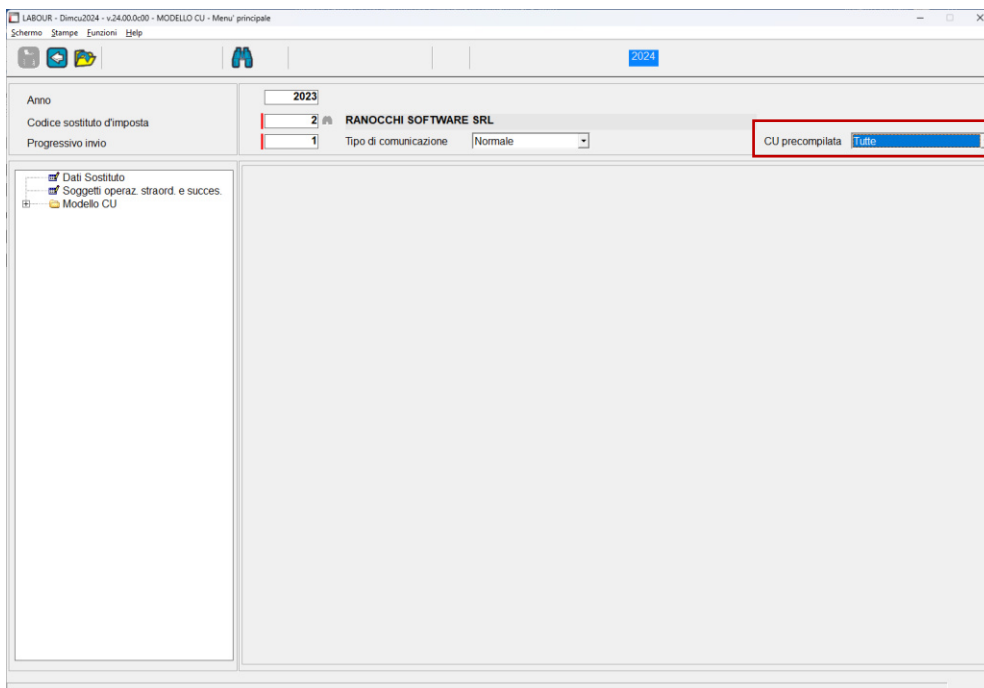 LABOUR - Dimcu2024 - v.24.00.0c00 - MODELLO CU - Menu' principale
Schermo Stampe Funzioni Help
2024
Anno 2023
Codice sostituto d'imposta 2 RANOCCHI SOFTWARE SRL
Progressivo invio 1 Tipo di comunicazione Normale CU precompilata Tutte
Dati Sostituto
Soggetti operaz. straord. e succes.
Modello CU